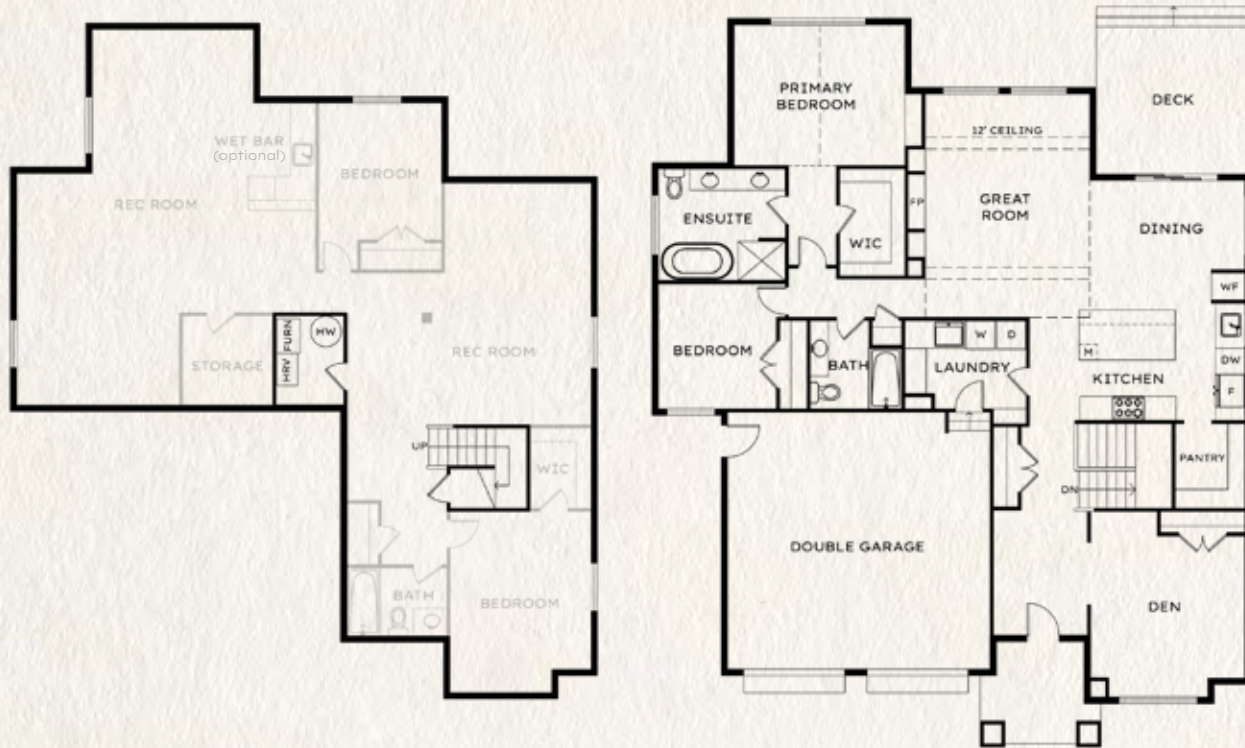 WET BAR
(optional)
BEDROOM
REC ROOM
STORAGE
FURN
HRV
HW
REC ROOM
UP
WIC
BATH
BEDROOM
PRIMARY
BEDROOM
DECK
12' CEILING
GREAT
ROOM
FP
ENSUITE
WIC
DINING
WF
DW
F
BEDROOM
BATH
W
D
LAUNDRY
M
KITCHEN
PANTRY
DN
DOUBLE GARAGE
DEN